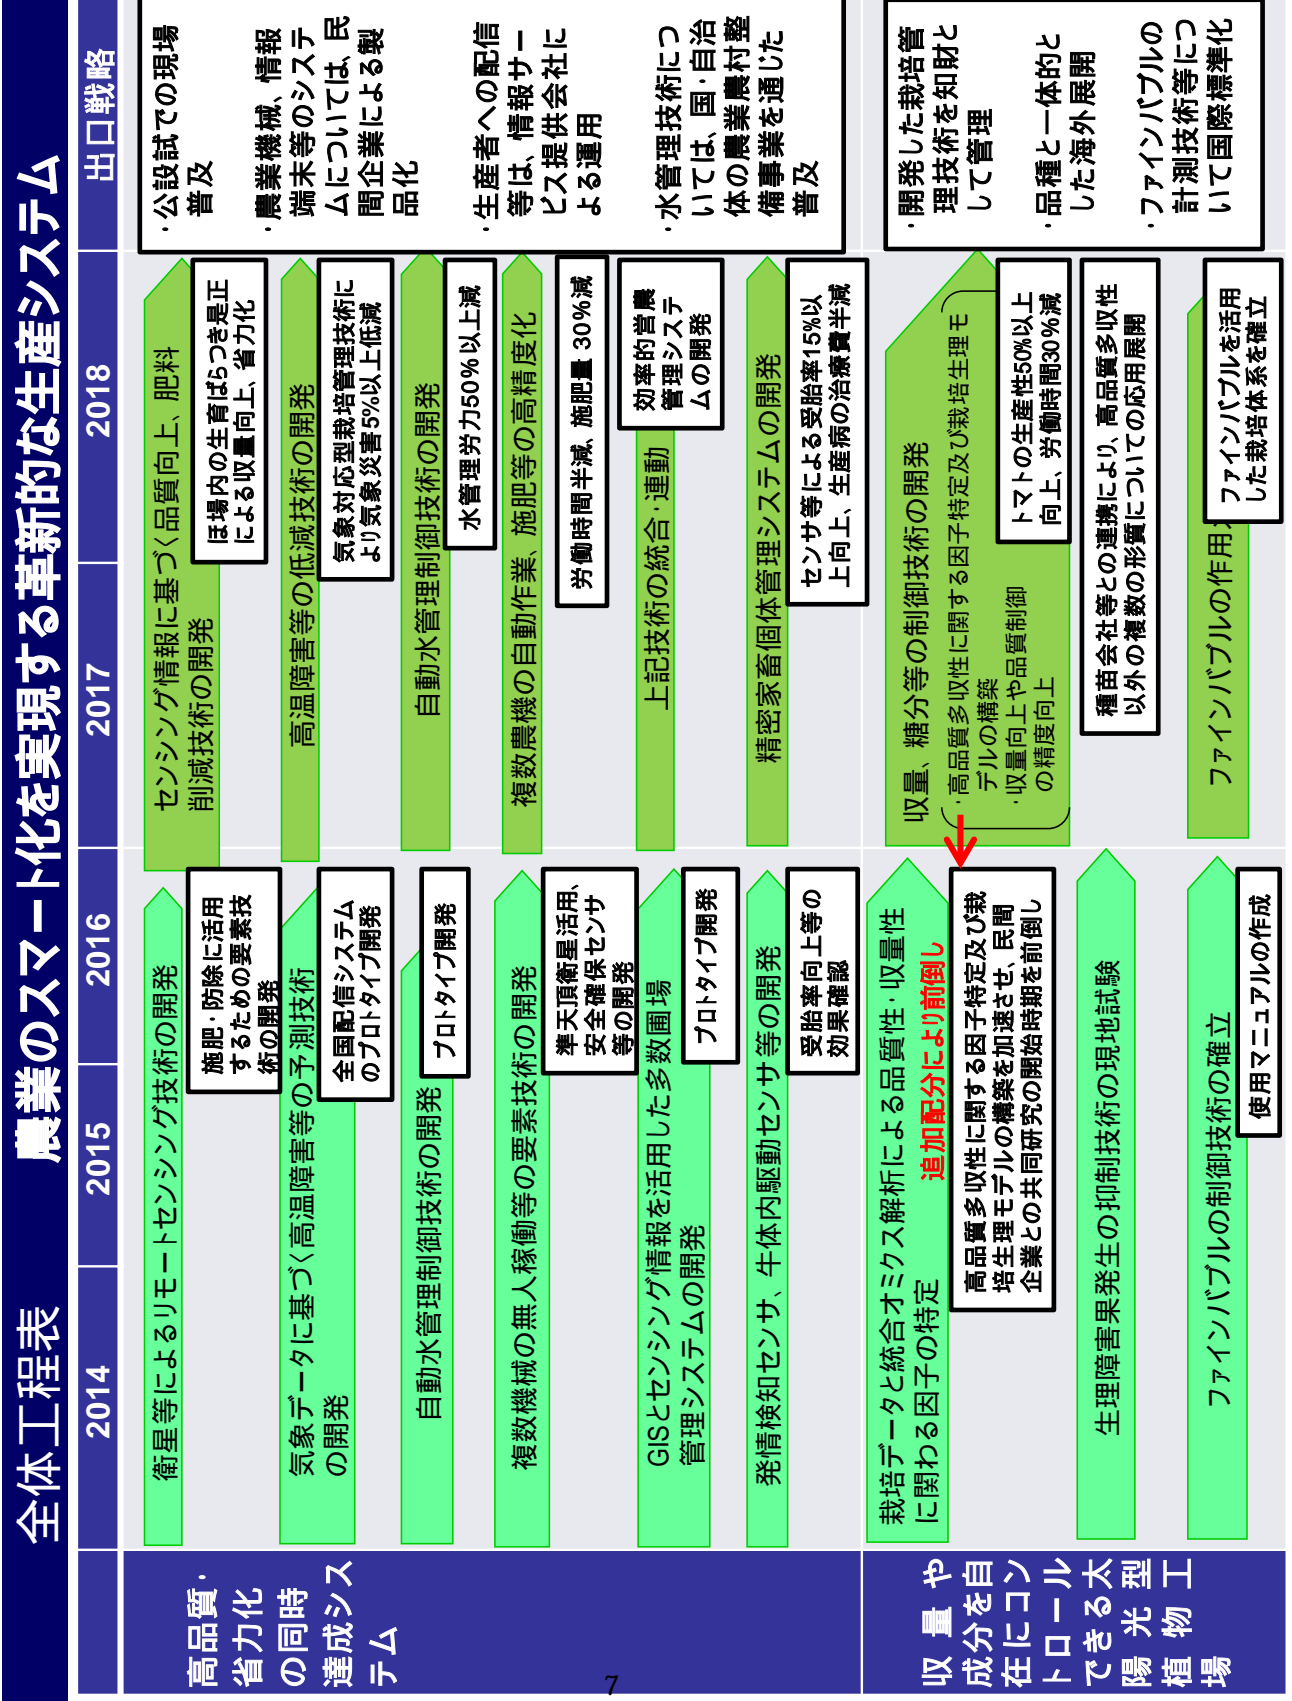 全体工程表
農業のスマート化を実現する革新的な生産システム
2014
2015
2016
2017
2018
出口戦略
高品質・
省力化
の同時
達成シス
テム
衛星等によるリモートセンシング技術の開発
施肥・防除に活用
するための要素技
術の開発
センシング情報に基づく品質向上、肥料
削減技術の開発
ほ場内の生育ばらつき是正
による収量向上、省力化
気象データに基づく高温障害等の予測技術
の開発
全国配信システム
のプロトタイプ開発
高温障害等の低減技術の開発
気象対応型栽培管理技術に
より気象災害5%以上低減
自動水管理制御技術の開発
プロトタイプ開発
自動水管理制御技術の開発
水管理労力50%以上減
複数機械の無人稼働等の要素技術の開発
準天頂衛星活用、
安全確保センサ
等の開発
複数農機の自動作業、施肥等の高精度化
労働時間半減、施肥量 30%減
GISとセンシング情報を活用した多数圃場
管理システムの開発
プロトタイプ開発
上記技術の統合・連動
効率的営農
管理システ
ムの開発
発情検知センサ、牛体内駆動センサ等の開発
受胎率向上等の
効果確認
精密家畜個体管理システムの開発
センサ等による受胎率15%以
上向上、生産病の治療費半減
・公設試での現場
普及
・農業機械、情報
端末等のシステ
ムについては、民
間企業による製
品化
・生産者への配信
等は、情報サー
ビス提供会社に
よる運用
・水管理技術につ
いては、国・自治
体の農業農村整
備事業を通じた
普及
収量や
成分を自
在にコン
トロール
できる太
陽光型
植物工
場
栽培データと統合オミクス解析による品質性・収量性
に関わる因子の特定
追加配分により前倒し
高品質多収性に関する因子特定及び栽
培生理モデルの構築を加速させ、民間
企業との共同研究の開始時期を前倒し
収量、糖分等の制御技術の開発
・高品質多収性に関する因子特定及び栽培生理モ
デルの構築
・収量向上や品質制御
の精度向上
トマトの生産性50%以上
向上、労働時間30%減
種苗会社等との連携により、高品質多収性
以外の複数の形質についての応用展開
生理障害果発生の抑制技術の現地試験
ファインバブルの制御技術の確立
使用マニュアルの作成
ファインバブルの作用
ファインバブルを活用
した栽培体系を確立
・開発した栽培管
理技術を知財と
して管理
・品種と一体的と
した海外展開
・ファインバブルの
計測技術等につ
いて国際標準化
7